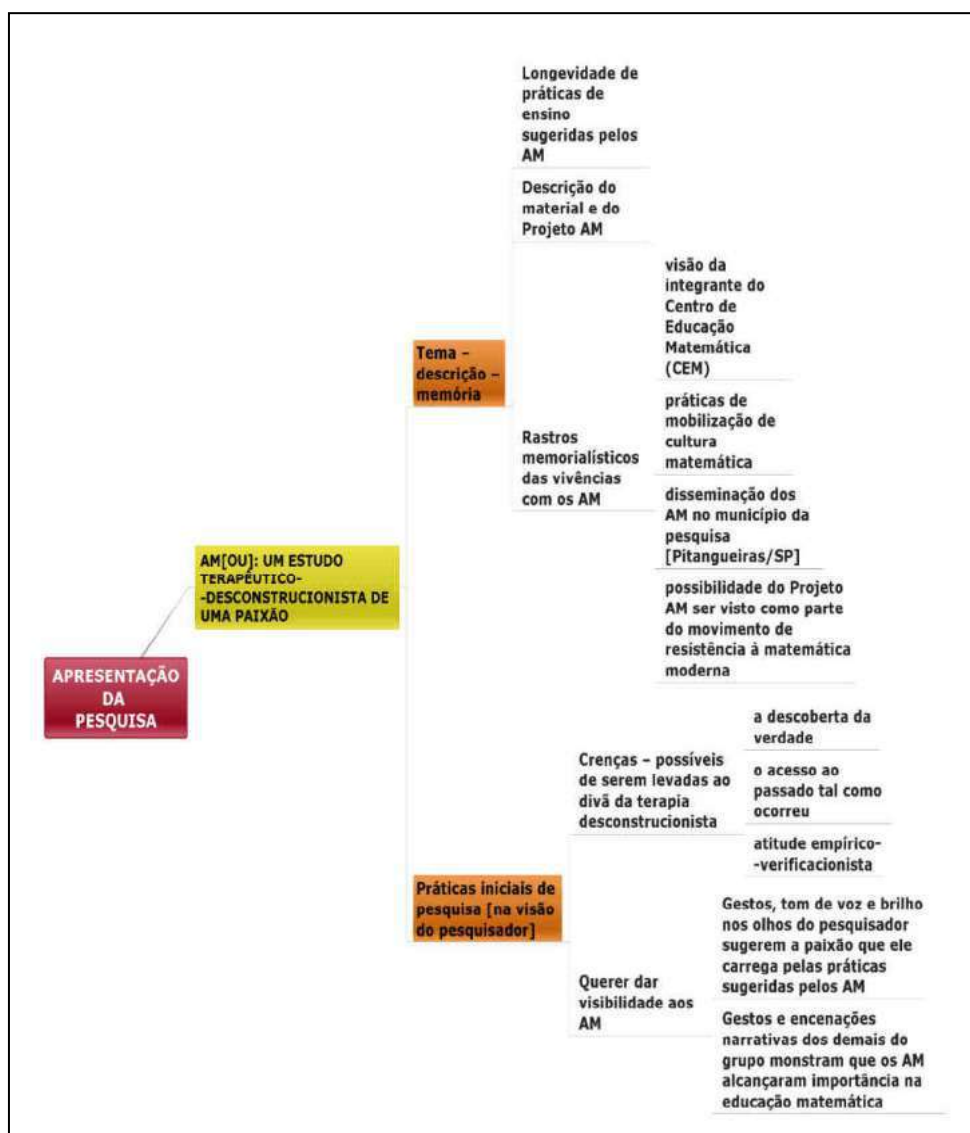 APRESENTAÇÃO
DA
PESQUISA
AM[OU]: UM ESTUDO
TERAPÊUTICO-
-DESCONSTRUCIONISTA DE
UMA PAIXÃO
Tema –
descrição –
memória
Longevidade de
práticas de
ensino
sugeridas pelos
AM
Descrição do
material e do
Projeto AM
Rastros
memorialísticos
das vivências
com os AM
visão da
integrante do
Centro de
Educação
Matemática
(CEM)
práticas de
mobilização de
cultura
matemática
disseminação dos
AM no município da
pesquisa
[Pitangueiras/SP]
possibilidade do Projeto
AM ser visto como parte
do movimento de
resistência à matemática
moderna
Práticas iniciais de
pesquisa [na visão
do pesquisador]
Crenças – possíveis
de serem levadas ao
divã da terapia
desconstrucionista
a descoberta da
verdade
o acesso ao
passado tal como
ocorreu
atitude empírico-
-verificacionista
Querer dar
visibilidade aos
AM
Gestos, tom de voz e brilho
nos olhos do pesquisador
sugerem a paixão que ele
carrega pelas práticas
sugeridas pelos AM
Gestos e encenações
narrativas dos demais do
grupo monstram que os AM
alcançaram importância na
educação matemática